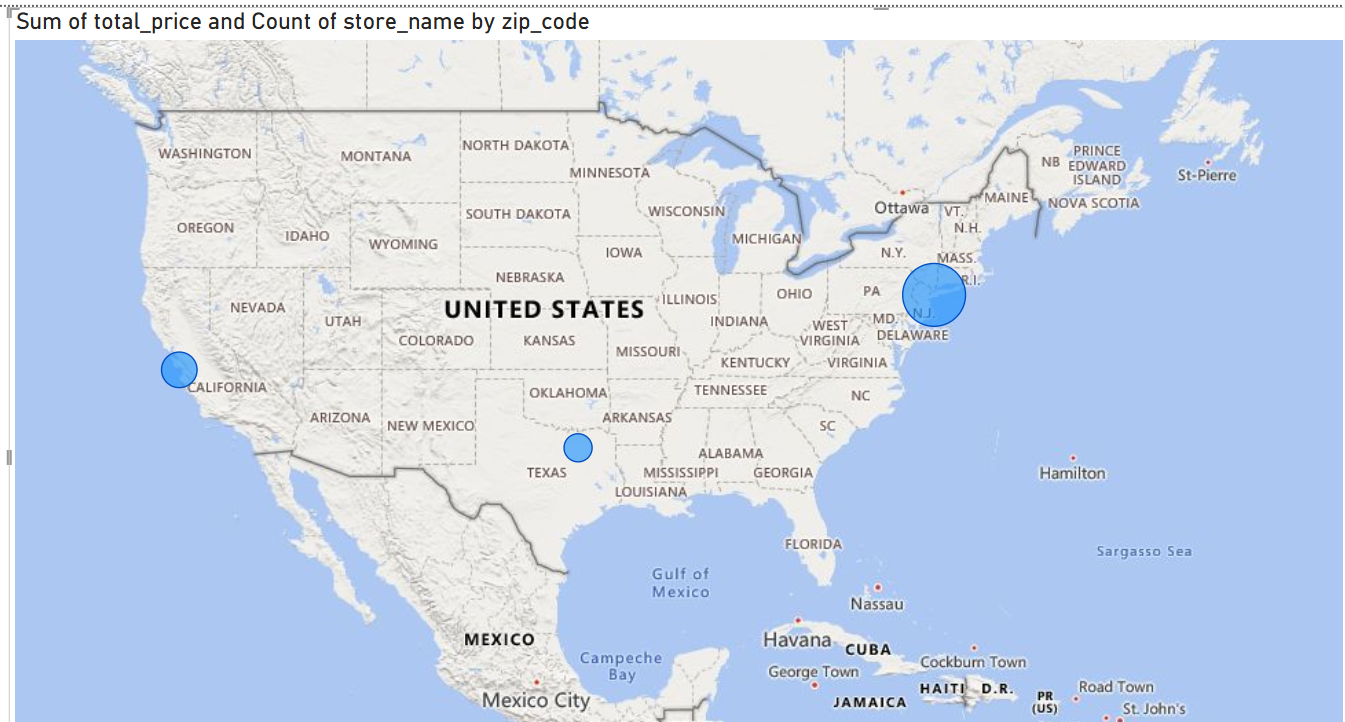 Sum of total_price and Count of store_name by zip_code
WASHINGTON
MONTANA
NORTH DAKOTA
MINNESOTA
OREGON
IDAHO
WYOMING
SOUTH DAKOTA
WISCONSIN
MICHIGAN
Ottawa
VT.
N.H.
MAINE
NB
PRINCE
EDWARD
ISLAND
NOVA SCOTIA
St-Pierre
N.Y.
MASS.
R.I.
IOWA
NEBRASKA
NEVADA
UTAH
UNITED STATES
ILLINOIS
INDIANA
OHIO
PA
N.J.
MD.
DELAWARE
WEST
VIRGINIA
VIRGINIA
COLORADO
KANSAS
MISSOURI
KENTUCKY
CALIFORNIA
ARIZONA
NEW MEXICO
OKLAHOMA
ARKANSAS
TENNESSEE
NC
SC
TEXAS
LOUISIANA
MISSISSIPPI
ALABAMA
GEORGIA
FLORIDA
Hamilton
Sargasso Sea
Gulf of
Mexico
Nassau
Havana
CUBA
MEXICO
Campeche
Bay
Mexico City
George Town
Cockburn Town
JAMAICA
HAITI
D.R.
PR
(US)
Road Town
St. John's